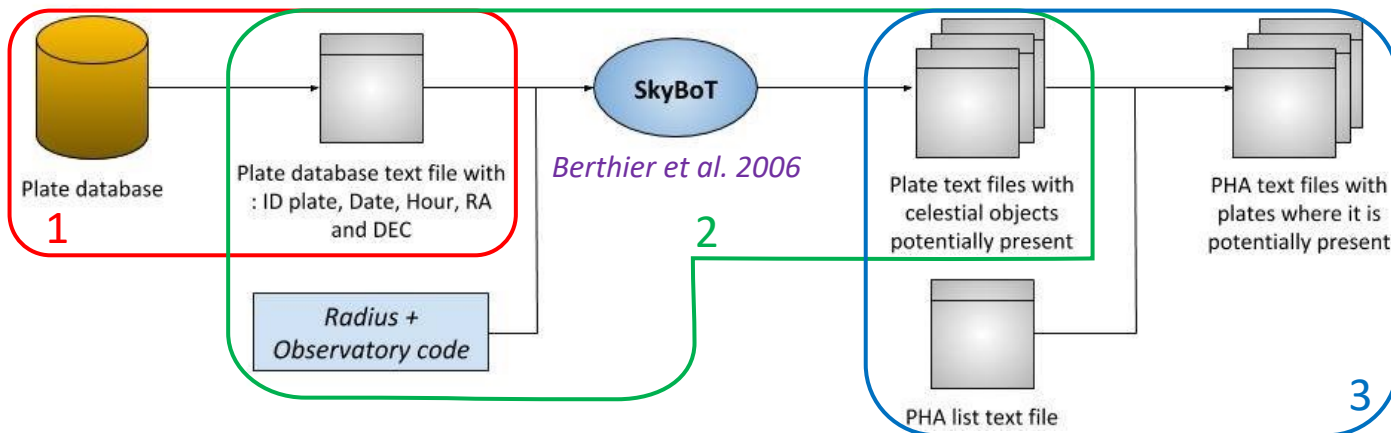 Plate database
1
Plate database text file with
: ID plate, Date, Hour, RA
and DEC
Radius +
Observatory code
SkyBoT
Berthier et al. 2006
2
Plate text files with
celestial objects
potentially present
PHA text files with
plates where it is
potentially present
PHA list text file
3